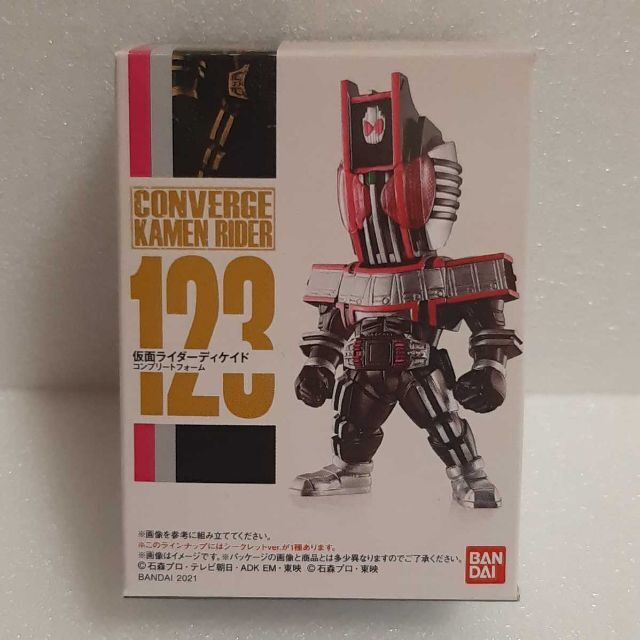 CONVERGE
KAMEN RIDER
123
仮面ライダーディケイド
コンプリートフォーム
※画像を参考に組み立ててください。
※このラインナップにはシークレットver.が1種あります。
※画像はイメージです。※パッケージの画像と商品とは多少異なりますのでご了承ください。
©石森プロ・テレビ朝日・ADK EM・東映 ©石森プロ・東映
BANDAI 2021
BAN
DAI